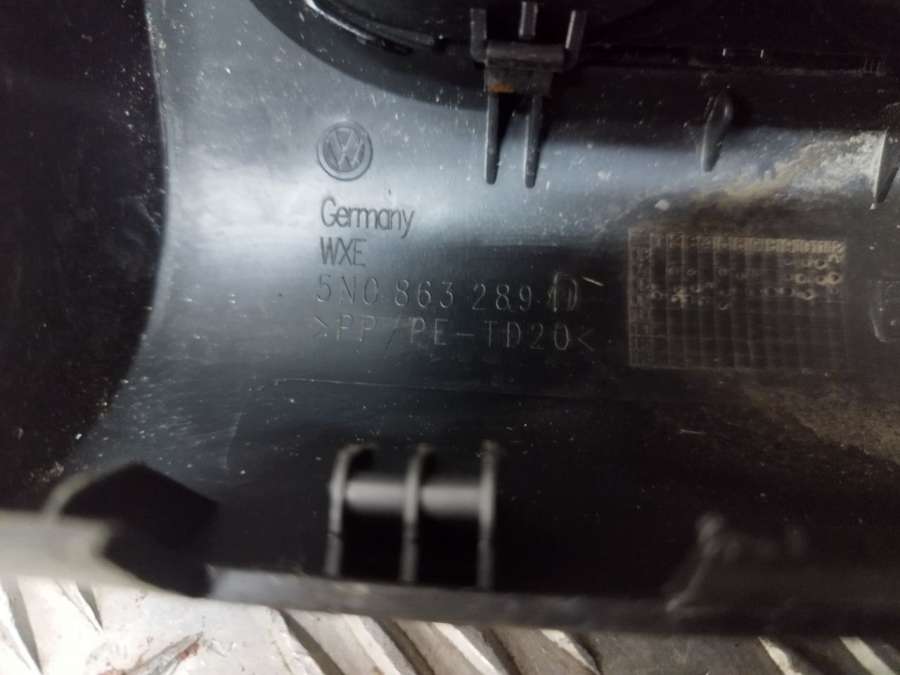 Germany
WXE
5N0 863 289 D
>PP/PE-TD20<